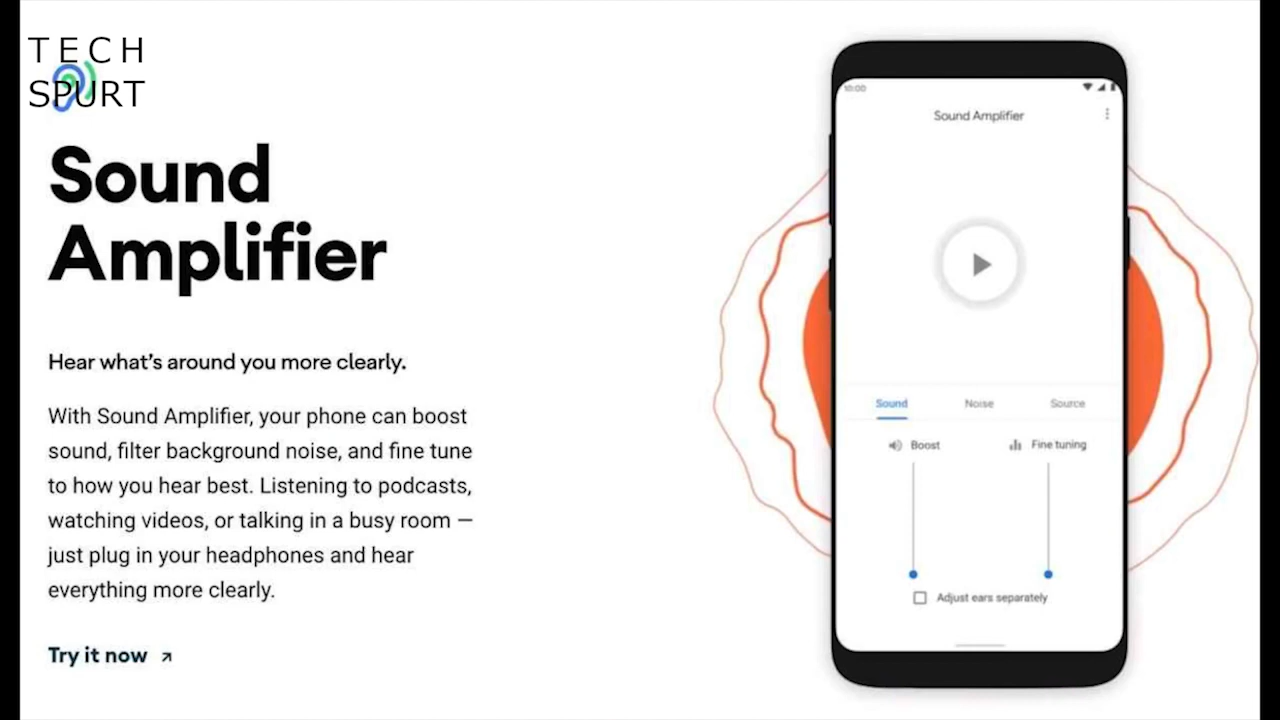 TECH
SPURT
Sound
Amplifier
Hear what's around you more clearly.
With Sound Amplifier, your phone can boost
sound, filter background noise, and fine tune
to how you hear best. Listening to podcasts,
watching videos, or talking in a busy room —
just plug in your headphones and hear
everything more clearly.
Try it now
10:00
Sound Amplifier
Sound Noise Source
Boost Fine tuning
Adjust ears separately